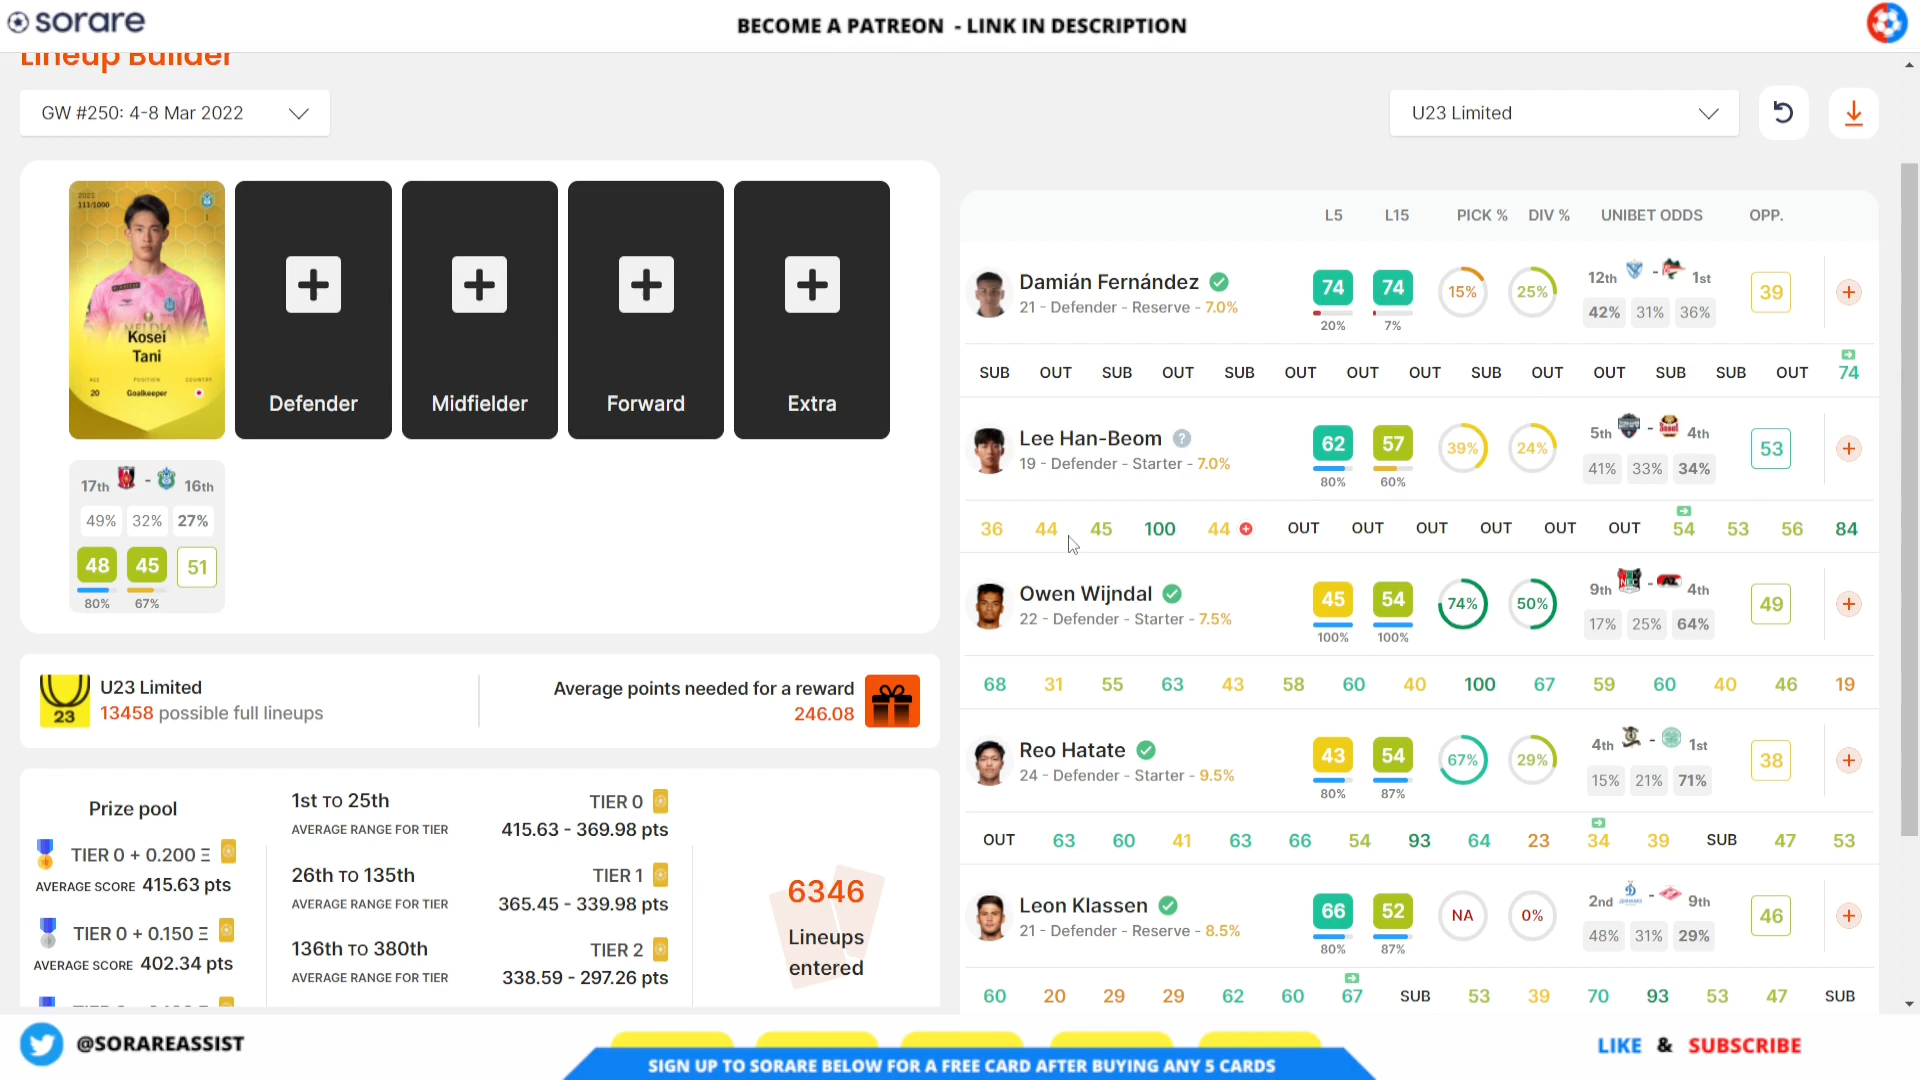 sorare
BECOME A PATREON - LINK IN DESCRIPTION
Lineup Builder
GW #250: 4-8 Mar 2022
U23 Limited
2021
111/1000
Kosei
Tani
AGE POSITION COUNTRY
20 Goalkeeper
Defender
Midfielder
Forward
Extra
17th - 16th
49% 32% 27%
48 45 51
80% 67%
23
U23 Limited
13458 possible full lineups
Average points needed for a reward
246.08
Prize pool
TIER 0 + 0.200 Ξ
AVERAGE SCORE 415.63 pts
TIER 0 + 0.150 Ξ
AVERAGE SCORE 402.34 pts
1st TO 25th TIER 0
AVERAGE RANGE FOR TIER 415.63 - 369.98 pts
26th TO 135th TIER 1
AVERAGE RANGE FOR TIER 365.45 - 339.98 pts
136th TO 380th TIER 2
AVERAGE RANGE FOR TIER 338.59 - 297.26 pts
6346
Lineups
entered
L5 L15 PICK % DIV % UNIBET ODDS OPP.
Damián Fernández
21 - Defender - Reserve - 7.0%
74 74 15% 25% 12th - 1st 39
20% 7% 42% 31% 36%
SUB OUT SUB OUT SUB OUT OUT OUT SUB OUT OUT SUB SUB OUT 74
Lee Han-Beom ?
19 - Defender - Starter - 7.0%
62 57 39% 24% 5th - 4th 53
80% 60% 41% 33% 34%
36 44 45 100 44 OUT OUT OUT OUT OUT OUT 54 53 56 84
Owen Wijndal
22 - Defender - Starter - 7.5%
45 54 74% 50% 9th - 4th 49
100% 100% 17% 25% 64%
68 31 55 63 43 58 60 40 100 67 59 60 40 46 19
Reo Hatate
24 - Defender - Starter - 9.5%
43 54 67% 29% 4th - 1st 38
80% 87% 15% 21% 71%
OUT 63 60 41 63 66 54 93 64 23 34 39 SUB 47 53
Leon Klassen
21 - Defender - Reserve - 8.5%
66 52 NA 0% 2nd - 9th 46
80% 87% 48% 31% 29%
60 20 29 29 62 60 67 SUB 53 39 70 93 53 47 SUB
@SORAREASSIST
SIGN UP TO SORARE BELOW FOR A FREE CARD AFTER BUYING ANY 5 CARDS
LIKE & SUBSCRIBE